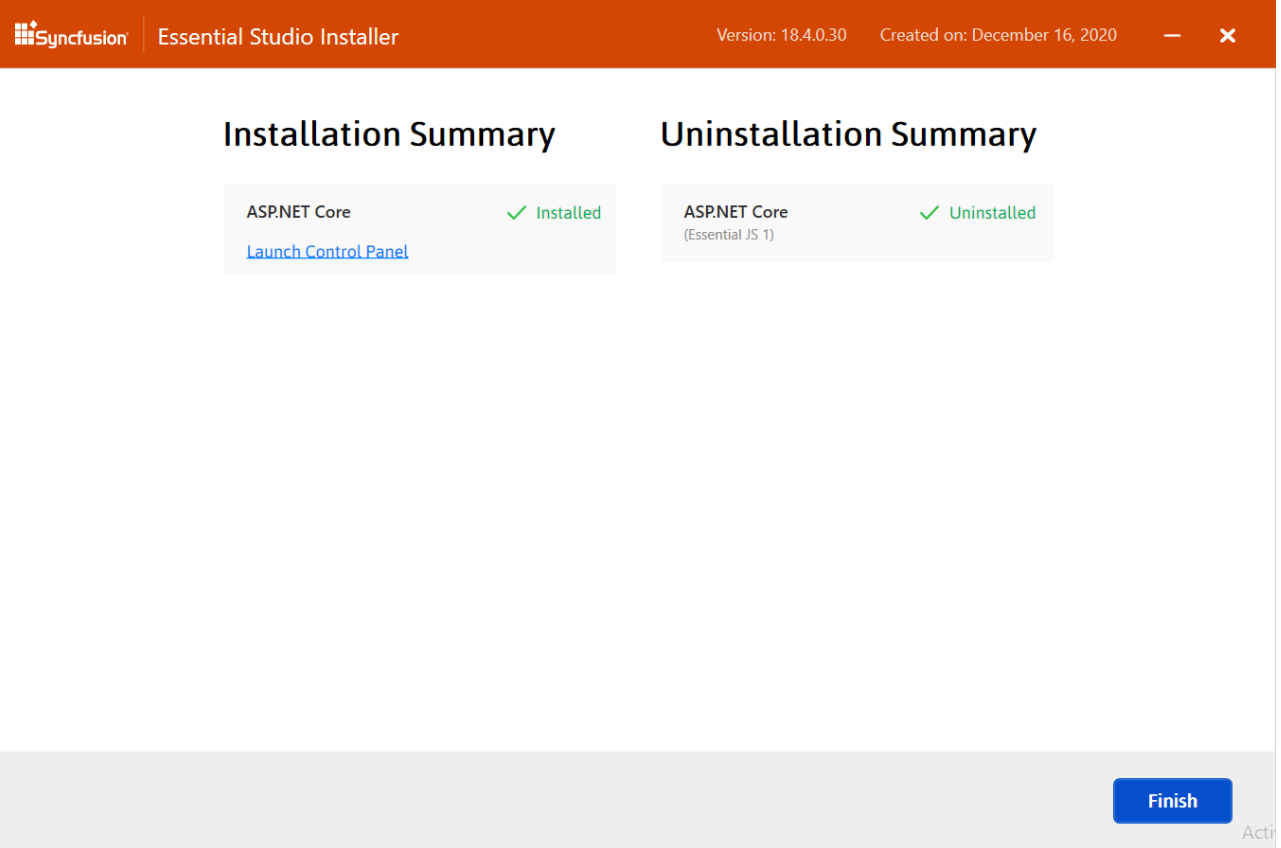 Syncfusion
Essential Studio Installer
Version: 18.4.0.30
Created on: December 16, 2020
Installation Summary
ASP.NET Core
Installed
Launch Control Panel
Uninstallation Summary
ASP.NET Core
Uninstalled
(Essential JS 1)
Finish